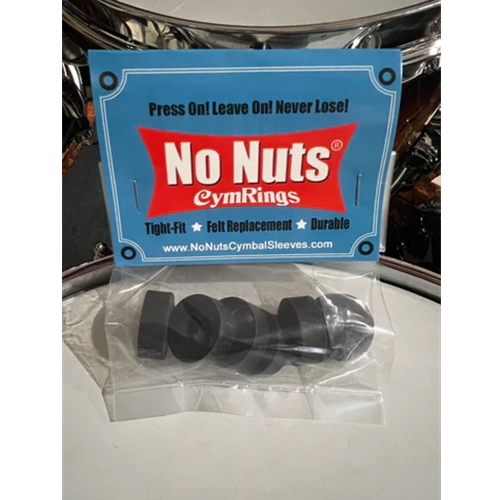 Press On! Leave On! Never Lose!
No Nuts®
CymRings
Tight-Fit ★ Felt Replacement ★ Durable
www.NoNutsCymbalSleeves.com